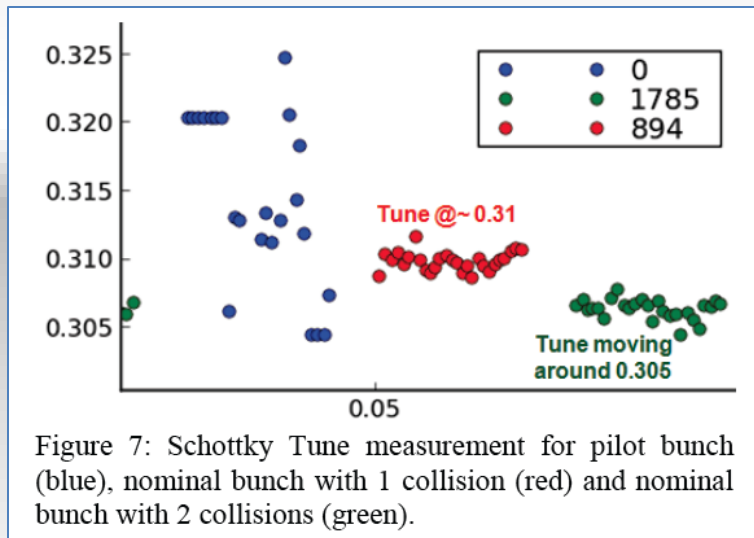 0.325
0
0.320
1785
894
0.315
Tune @~ 0.31
0.310
0.305
Tune moving
around 0.305
0.05
Figure 7: Schottky Tune measurement for pilot bunch
(blue), nominal bunch with 1 collision (red) and nominal
bunch with 2 collisions (green).